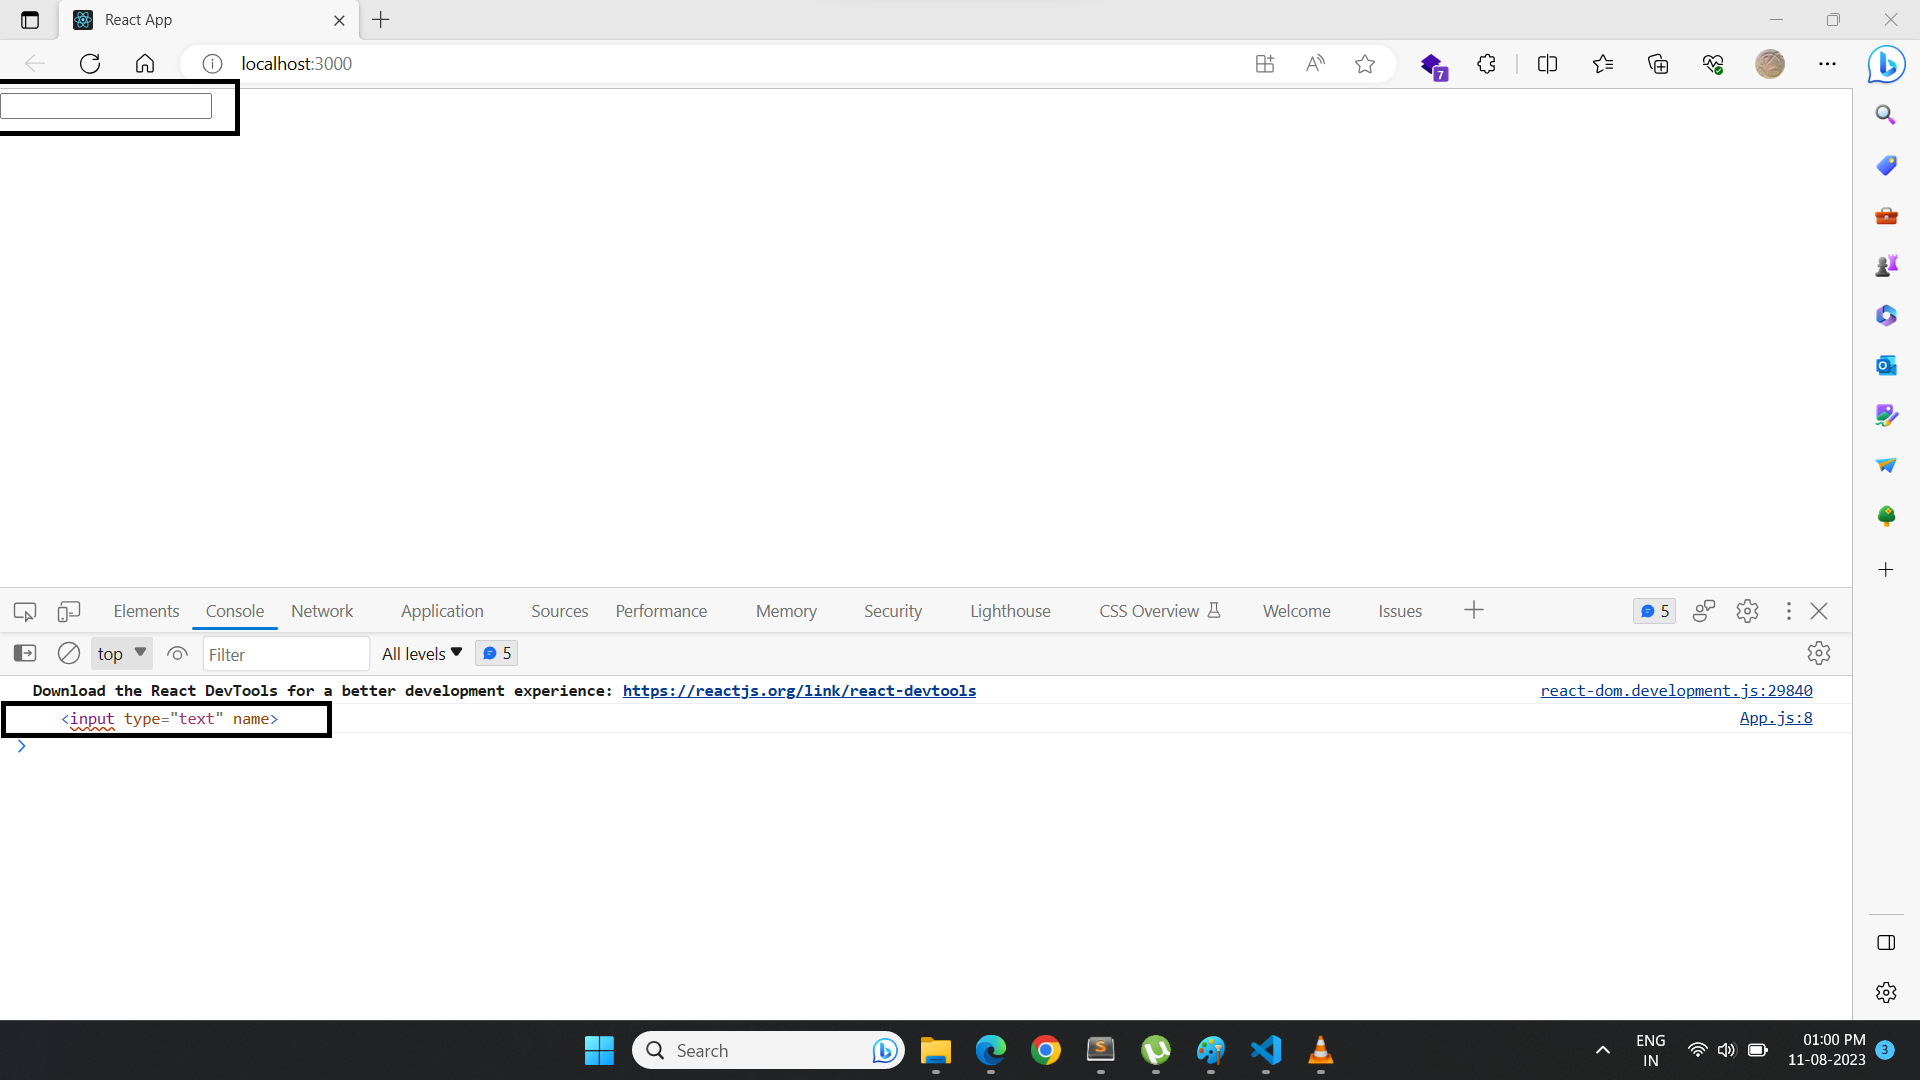 React App
localhost:3000
7
Elements Console Network Application Sources Performance Memory Security Lighthouse CSS Overview Welcome Issues 5
top Filter All levels 5
Download the React DevTools for a better development experience: https://reactjs.org/link/react-devtools react-dom.development.js:29840
<input type="text" name> App.js:8
Search
ENG
IN
01:00 PM
11-08-2023
3